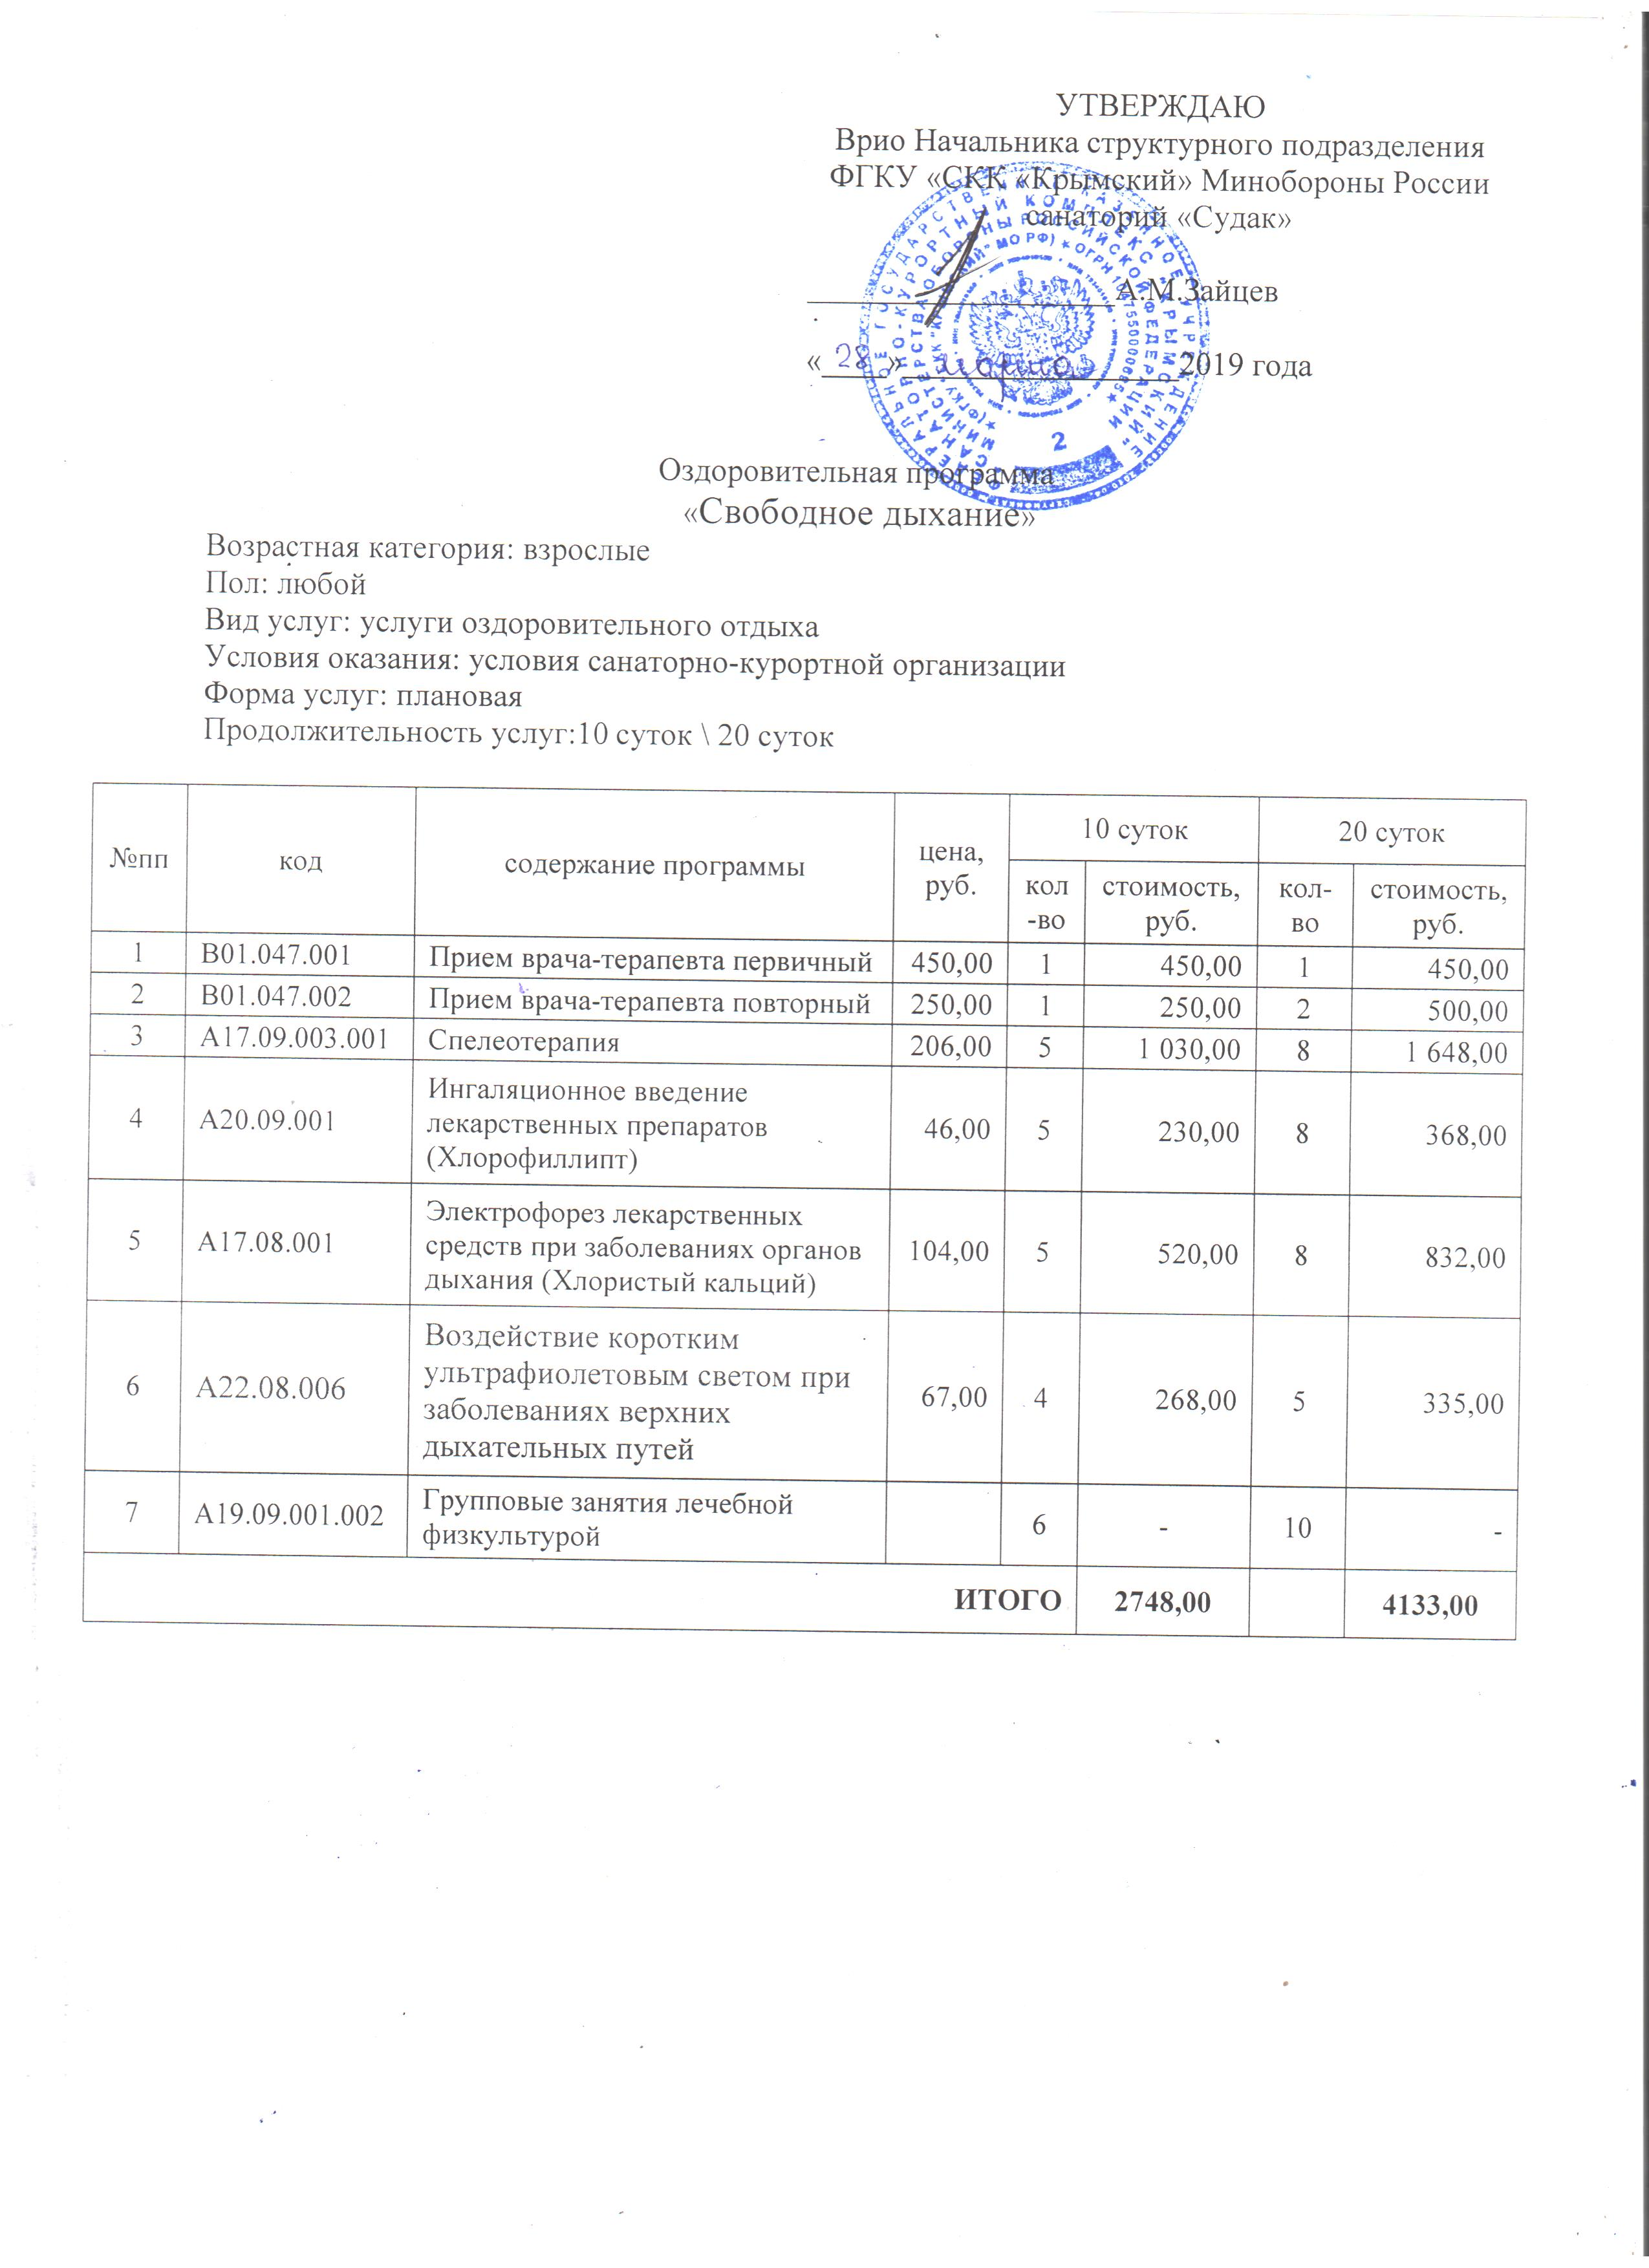 УТВЕРЖДАЮ
Врио Начальника структурного подразделения
ФГКУ «СКК «Крымский» Минобороны России
санаторий «Судак»
А.М.Зайцев
«28» марта 2019 года
2
Оздоровительная программа
«Свободное дыхание»
Возрастная категория: взрослые
Пол: любой
Вид услуг: услуги оздоровительного отдыха
Условия оказания: условия санаторно-курортной организации
Форма услуг: плановая
Продолжительность услуг:10 суток \ 20 суток
№пп код содержание программы цена, руб. 10 суток 20 суток
кол-во стоимость, руб. кол-во стоимость, руб.
1 В01.047.001 Прием врача-терапевта первичный 450,00 1 450,00 1 450,00
2 В01.047.002 Прием врача-терапевта повторный 250,00 1 250,00 2 500,00
3 А17.09.003.001 Спелеотерапия 206,00 5 1 030,00 8 1 648,00
Ингаляционное введение
4 А20.09.001 лекарственных препаратов 46,00 5 230,00 8 368,00
(Хлорофиллипт)
Электрофорез лекарственных
5 А17.08.001 средств при заболеваниях органов 104,00 5 520,00 8 832,00
дыхания (Хлористый кальций)
Воздействие коротким
ультрафиолетовым светом при
6 А22.08.006 заболеваниях верхних 67,00 4 268,00 5 335,00
дыхательных путей
7 А19.09.001.002 Групповые занятия лечебной 6 - 10 -
физкультурой
ИТОГО 2748,00 4133,00